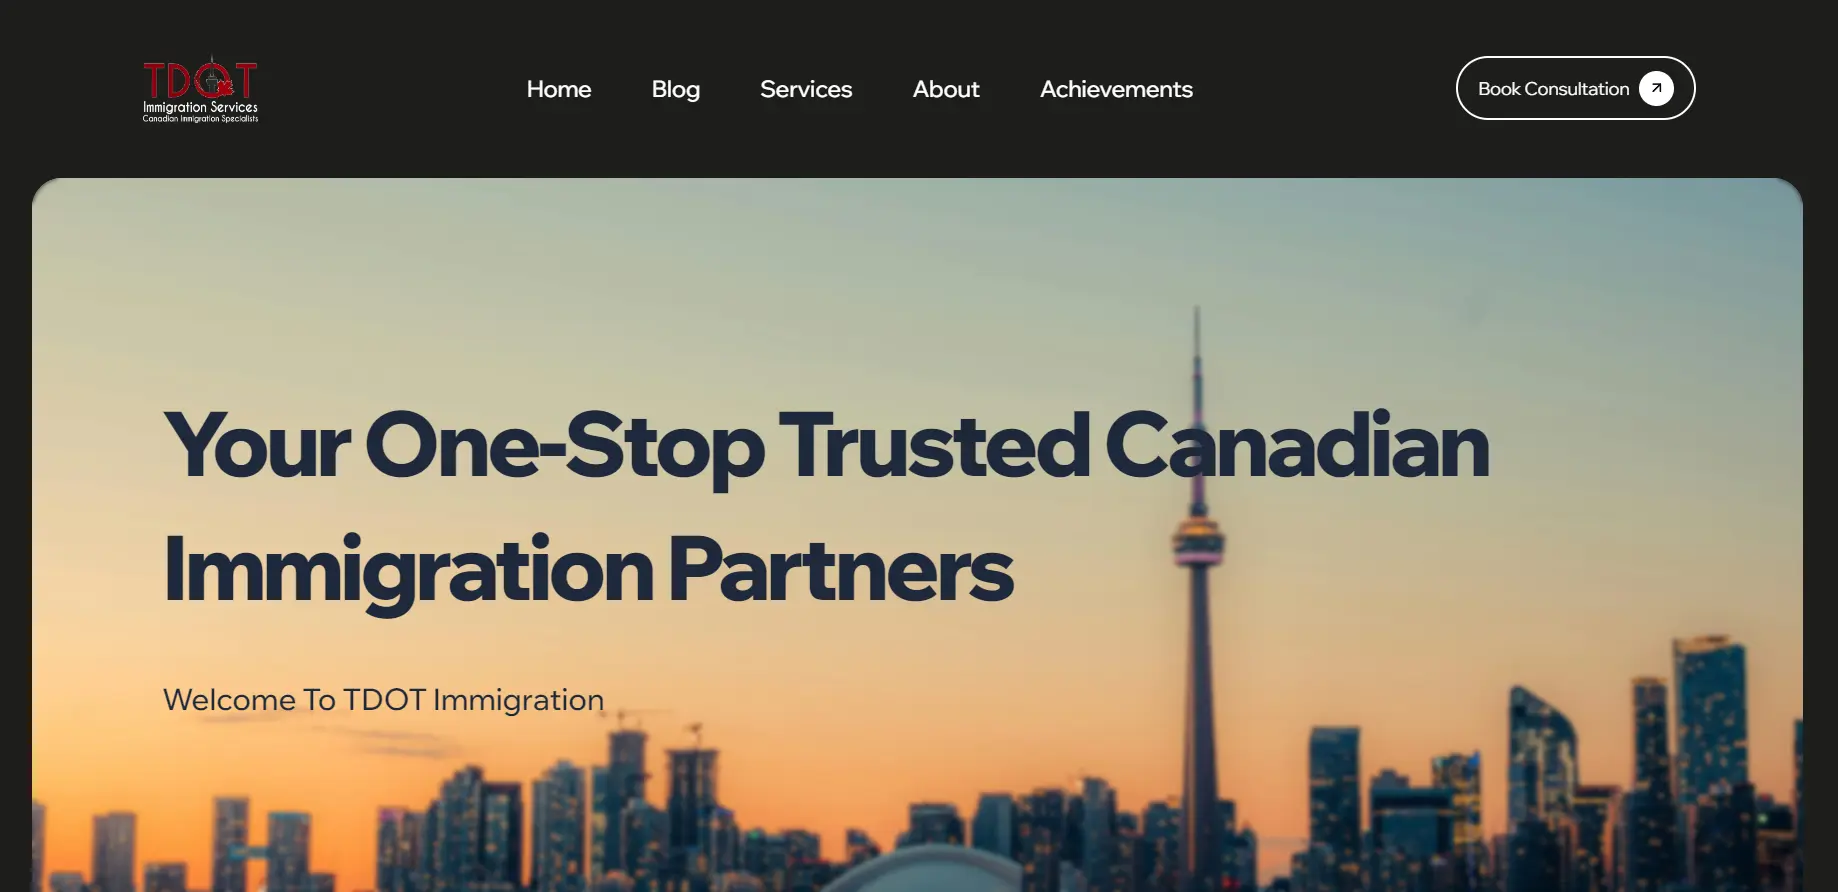 TDOT
Immigration Services
Canadian Immigration Specialists
Home
Blog
Services
About
Achievements
Book Consultation
Your One-Stop Trusted Canadian
Immigration Partners
Welcome To TDOT Immigration